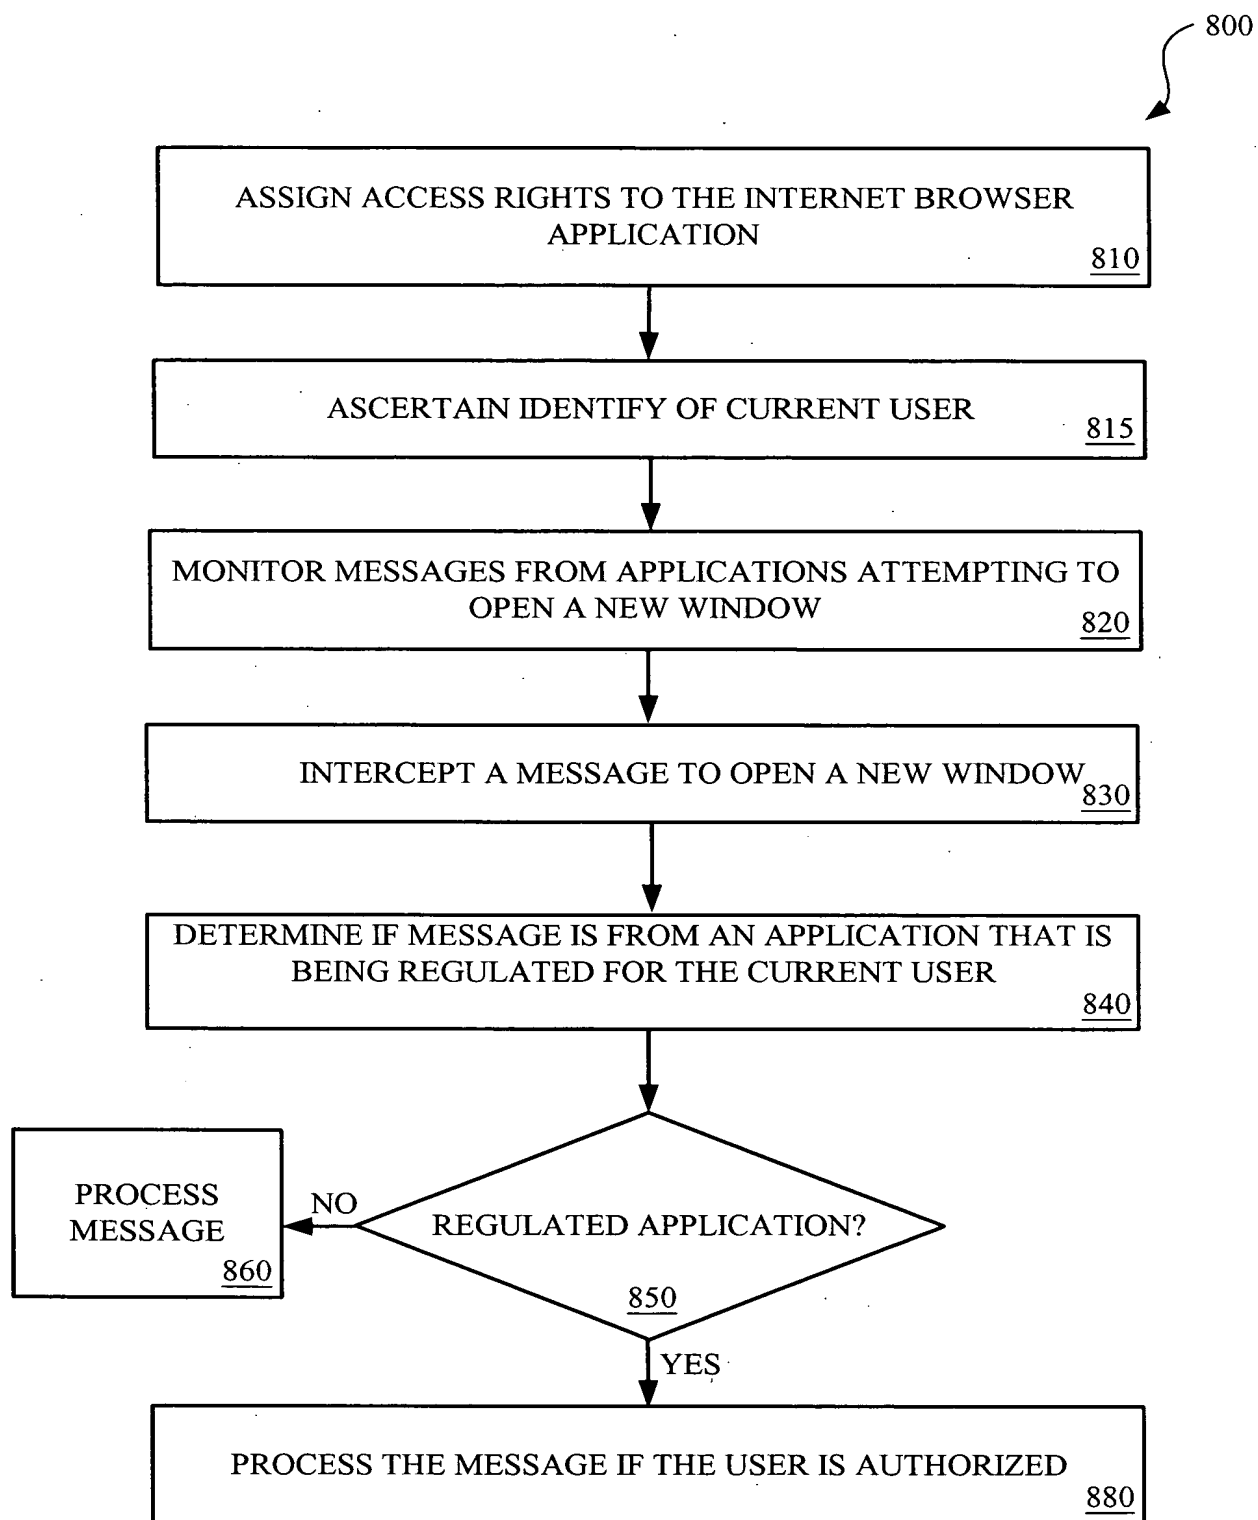 800
ASSIGN ACCESS RIGHTS TO THE INTERNET BROWSER
APPLICATION
810
ASCERTAIN IDENTIFY OF CURRENT USER
815
MONITOR MESSAGES FROM APPLICATIONS ATTEMPTING TO
OPEN A NEW WINDOW
820
INTERCEPT A MESSAGE TO OPEN A NEW WINDOW
830
DETERMINE IF MESSAGE IS FROM AN APPLICATION THAT IS
BEING REGULATED FOR THE CURRENT USER
840
PROCESS
MESSAGE
860
NO
REGULATED APPLICATION?
850
YES
PROCESS THE MESSAGE IF THE USER IS AUTHORIZED
880